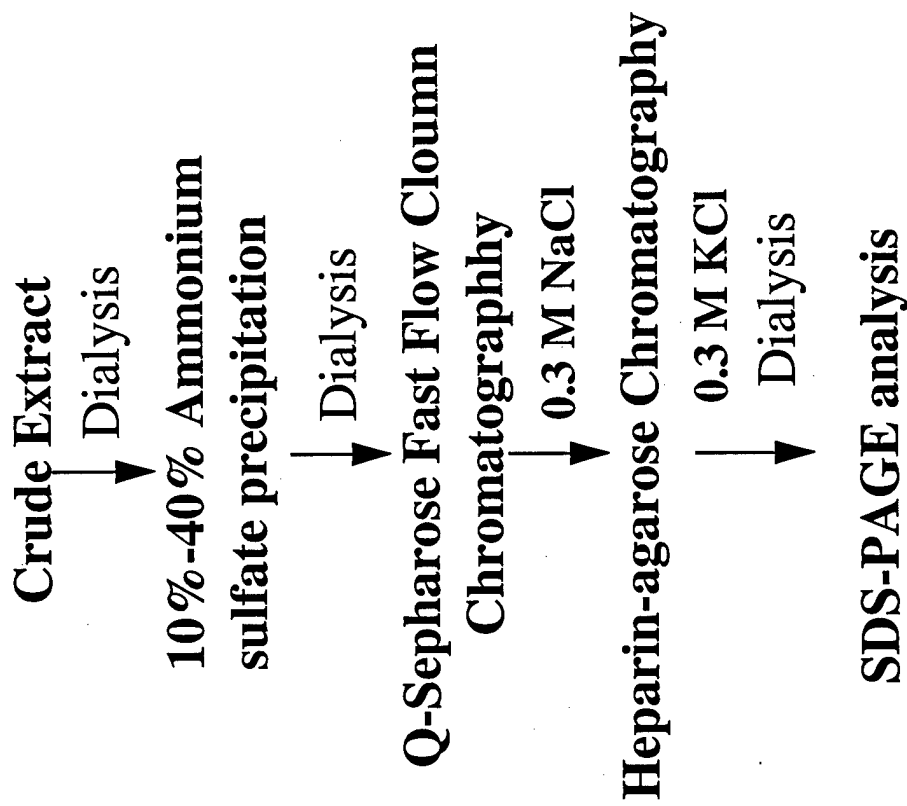 Crude Extract
Dialysis
10%-40% Ammonium
sulfate precipitation
Dialysis
Q-Sepharose Fast Flow Cloumn
Chromatographhy
0.3 M NaCl
Heparin-agarose Chromatography
0.3 M KCl
Dialysis
SDS-PAGE analysis